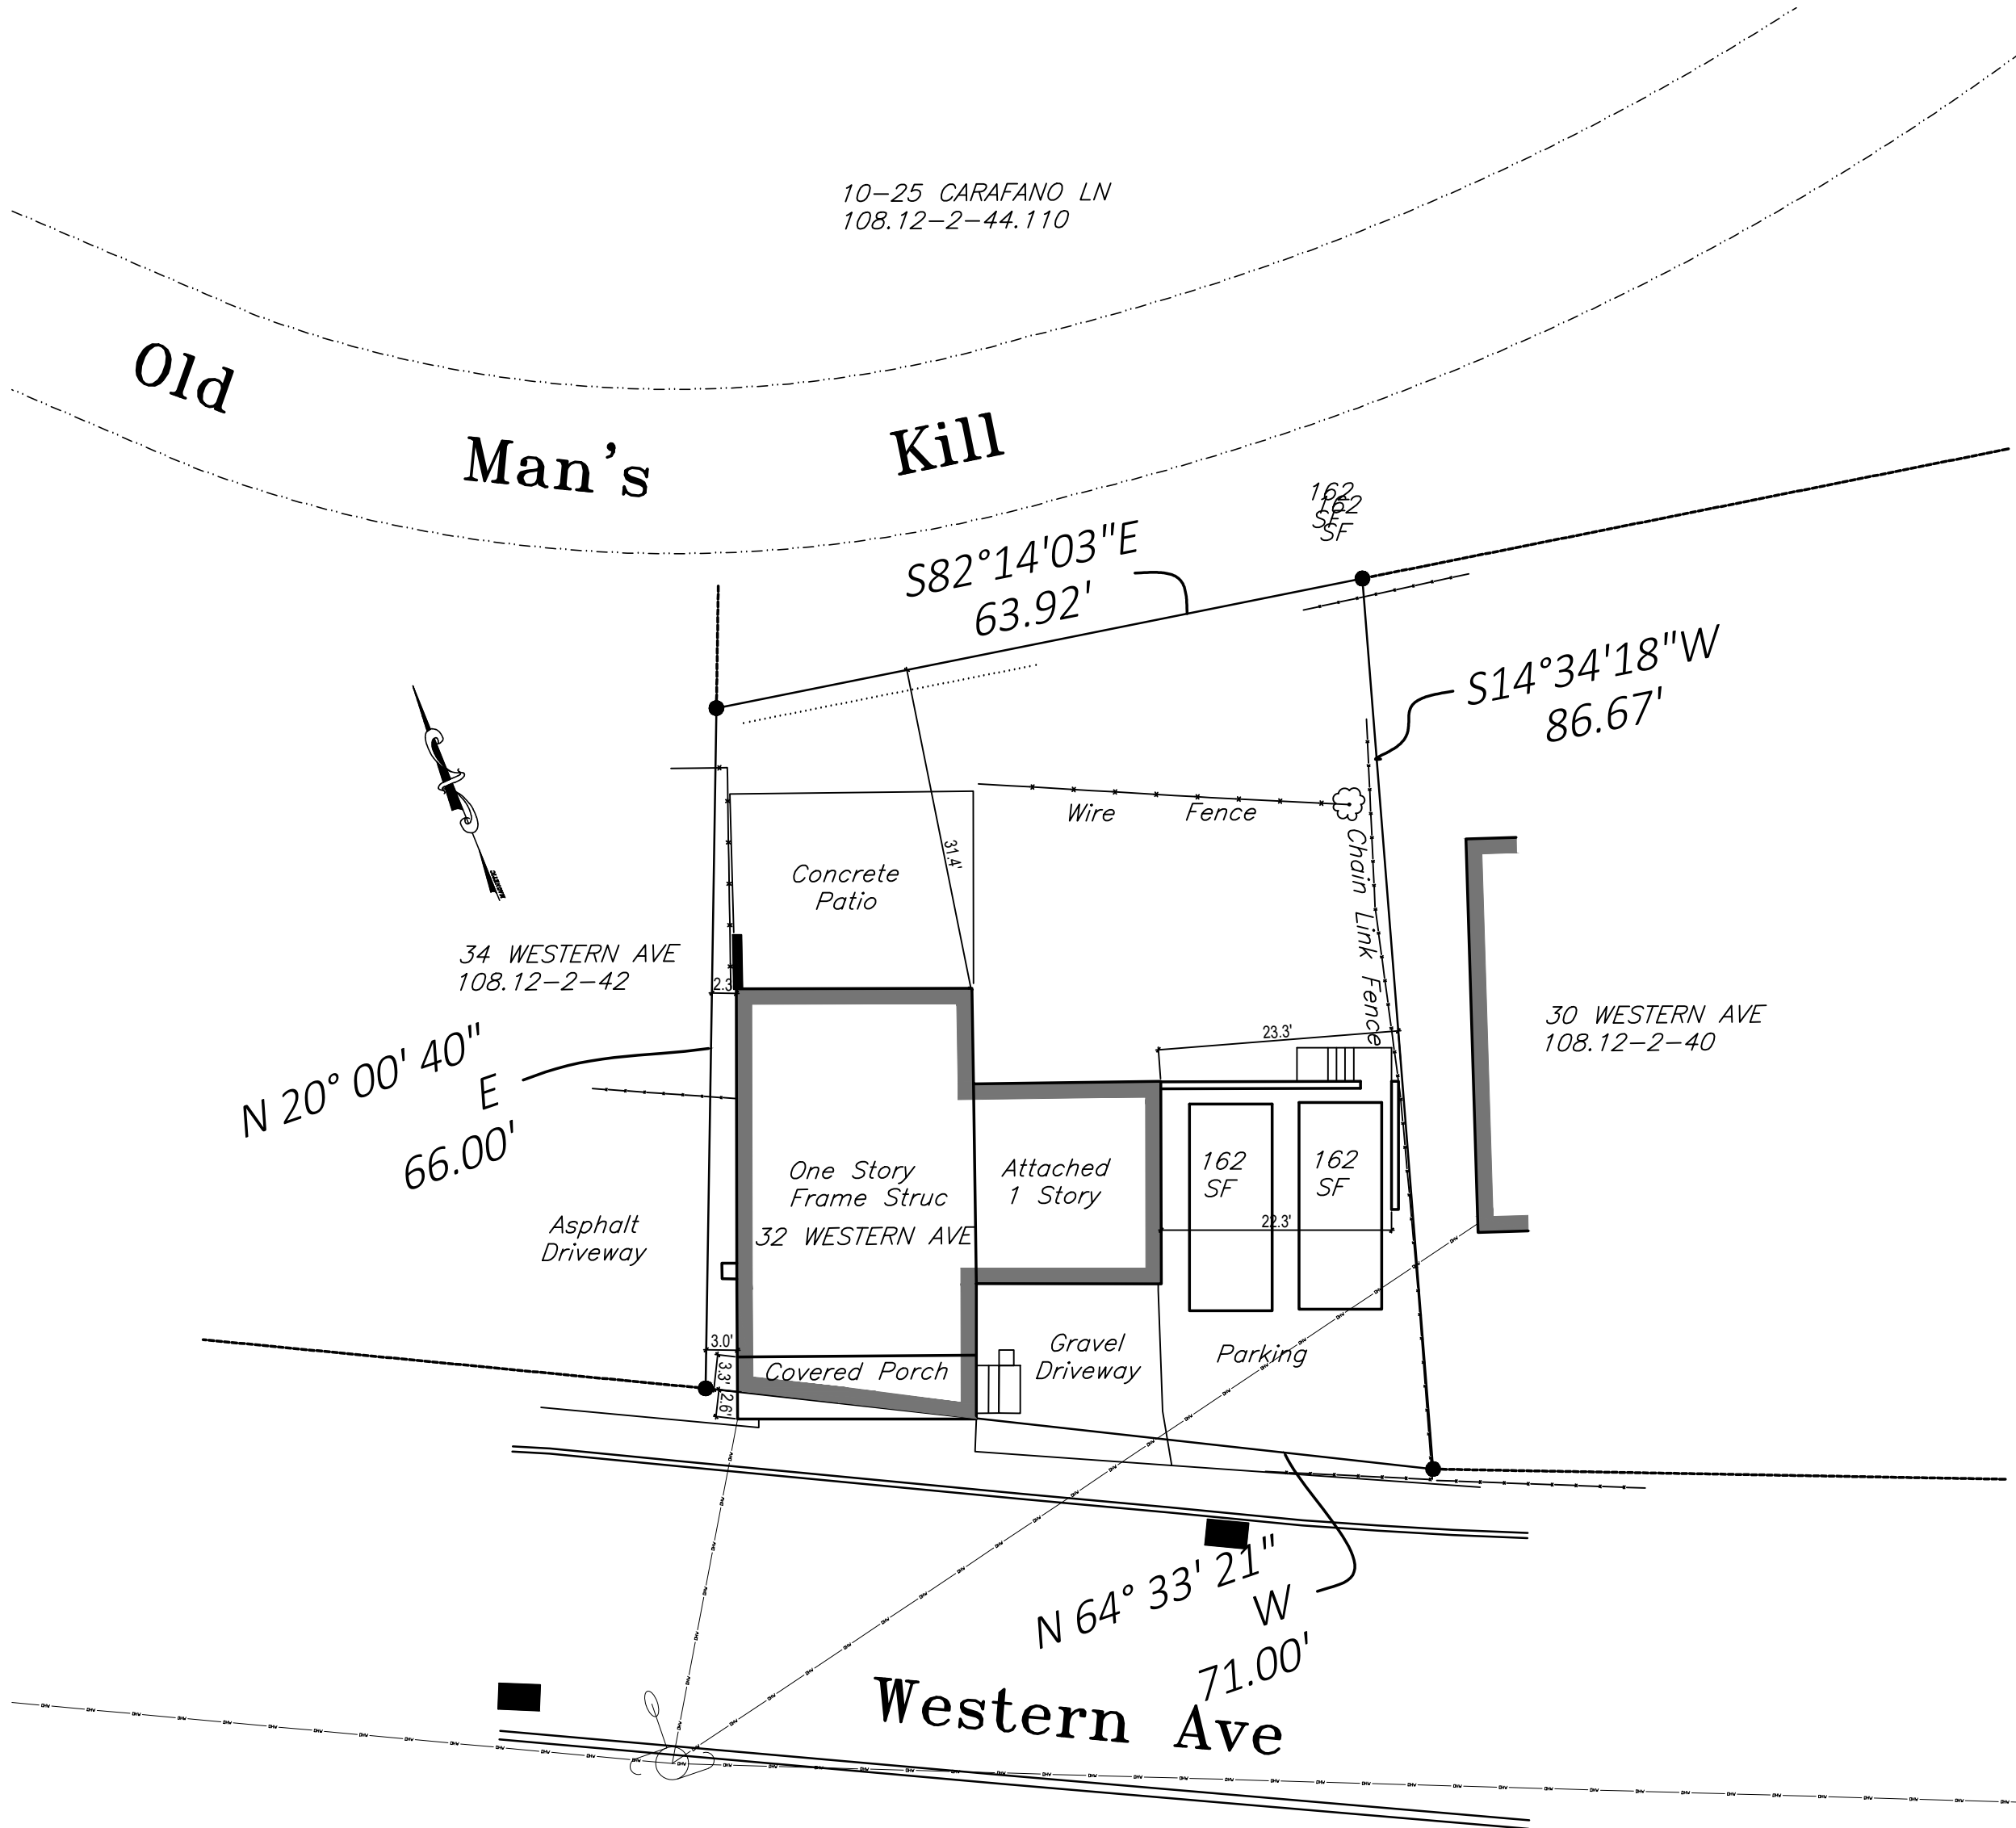 10-25 CARAFANO LN
108.12-2-44.110
Old Man's Kill
162
SF
162
SF
S82°14'03"E
63.92'
S14°34'18"W
86.67'
Wire Fence
Chain Link Fence
31.4'
Concrete
Patio
34 WESTERN AVE
108.12-2-42
2.3'
30 WESTERN AVE
108.12-2-40
23.3'
N 20° 00' 40"
E
66.00'
One Story
Frame Struc
32 WESTERN AVE
Attached
1 Story
162
SF
162
SF
22.3'
Asphalt
Driveway
3.0'
3.3'
2.6'
Covered Porch
Gravel
Driveway
Parking
N 64° 33' 21"
W
71.00'
Western Ave